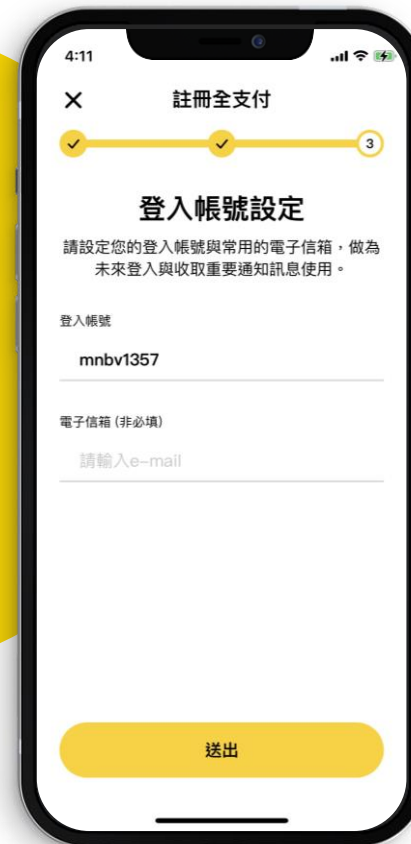 4:11
註冊全支付
3
登入帳號設定
請設定您的登入帳號與常用的電子信箱，做為
未來登入與收取重要通知訊息使用。
登入帳號
mnbv1357
電子信箱 (非必填)
請輸入e-mail
送出